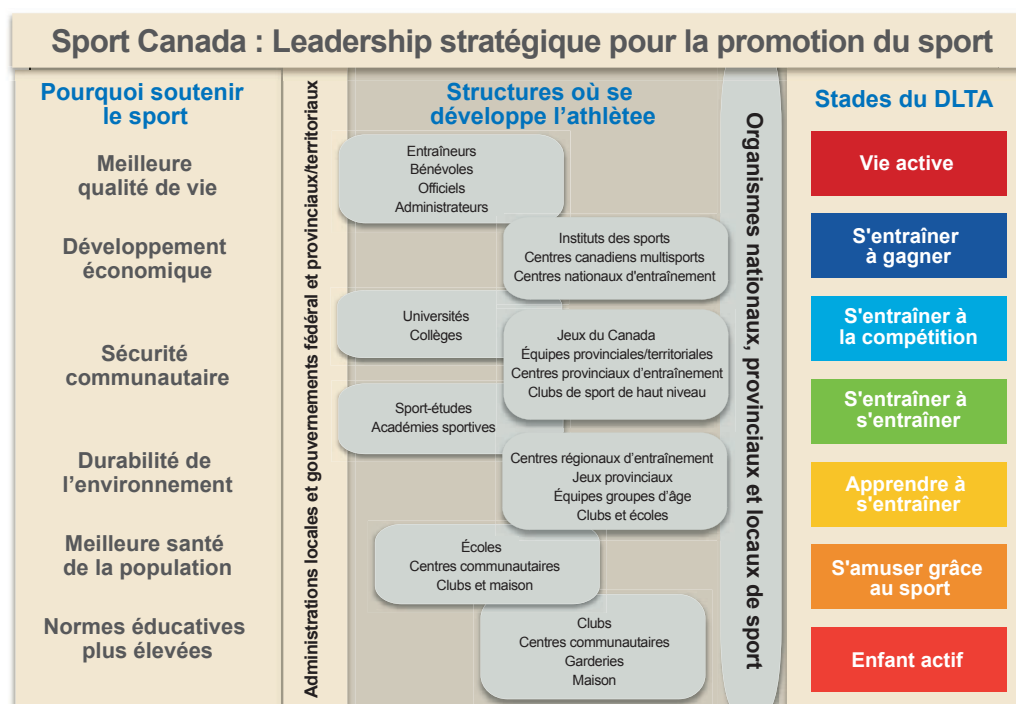 Sport Canada : Leadership stratégique pour la promotion du sport
Pourquoi soutenir
le sport
Meilleure
qualité de vie
Développement
économique
Sécurité
communautaire
Durabilité de
l’environnement
Meilleure santé
de la population
Normes éducatives
plus élevées
Administrations locales et gouvernements fédéral et provinciaux/territoriaux
Structures où se
développe l’athlètee
Entraîneurs
Bénévoles
Officiels
Administrateurs
Instituts des sports
Centres canadiens multisports
Centres nationaux d'entraînement
Universités
Collèges
Jeux du Canada
Équipes provinciales/territoriales
Centres provinciaux d’entraînement
Clubs de sport de haut niveau
Sport-études
Académies sportives
Centres régionaux d’entraînement
Jeux provinciaux
Équipes groupes d’âge
Clubs et écoles
Écoles
Centres communautaires
Clubs et maison
Clubs
Centres communautaires
Garderies
Maison
Organismes nationaux, provinciaux et locaux de sport
Stades du DLTA
Vie active
S'entraîner
à gagner
S'entraîner à
la compétition
S'entraîner à
s'entraîner
Apprendre à
s'entraîner
S'amuser grâce
au sport
Enfant actif